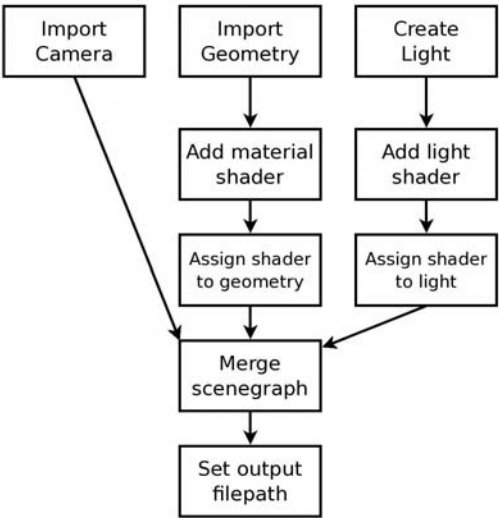 Import
Camera
Import
Geometry
Create
Light
Add material
shader
Add light
shader
Assign shader
to geometry
Assign shader
to light
Merge
scenegraph
Set output
filepath